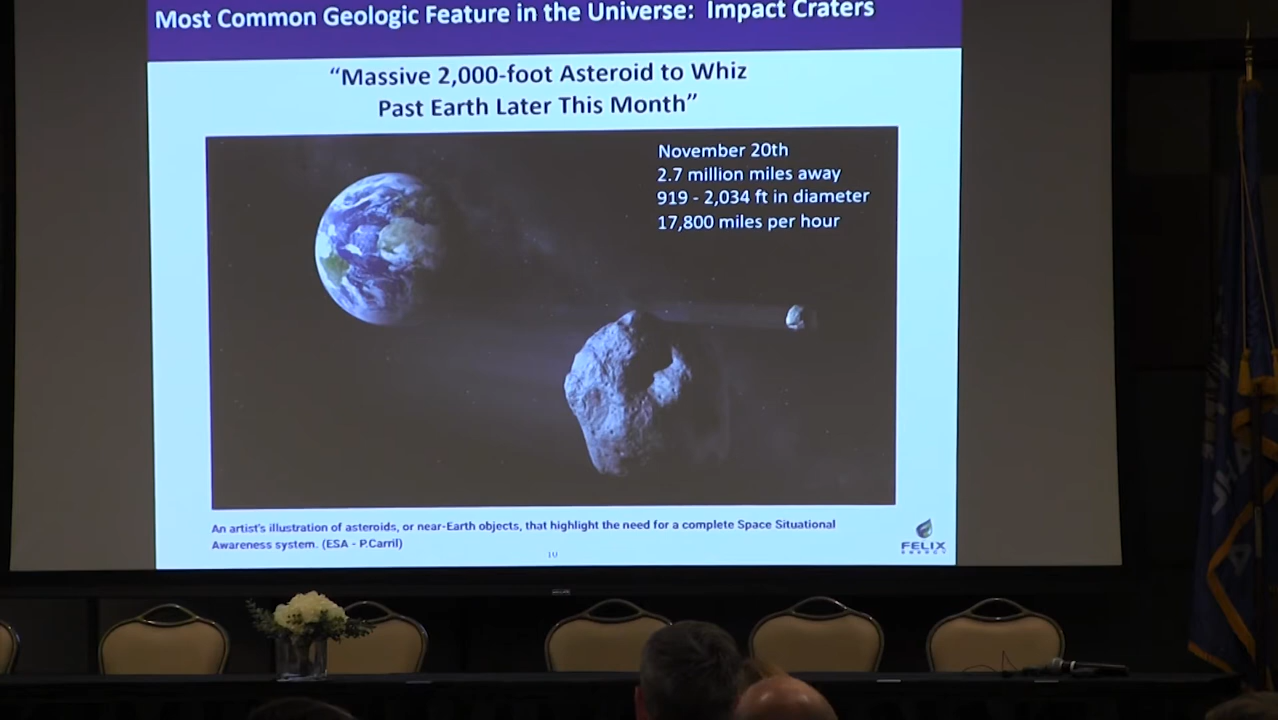 Most Common Geologic Feature in the Universe: Impact Craters
“Massive 2,000-foot Asteroid to Whiz
Past Earth Later This Month”
November 20th
2.7 million miles away
919 - 2,034 ft in diameter
17,800 miles per hour
An artist's illustration of asteroids, or near-Earth objects, that highlight the need for a complete Space Situational
Awareness system. (ESA - P.Carril)
10
FELIX
ENERGY